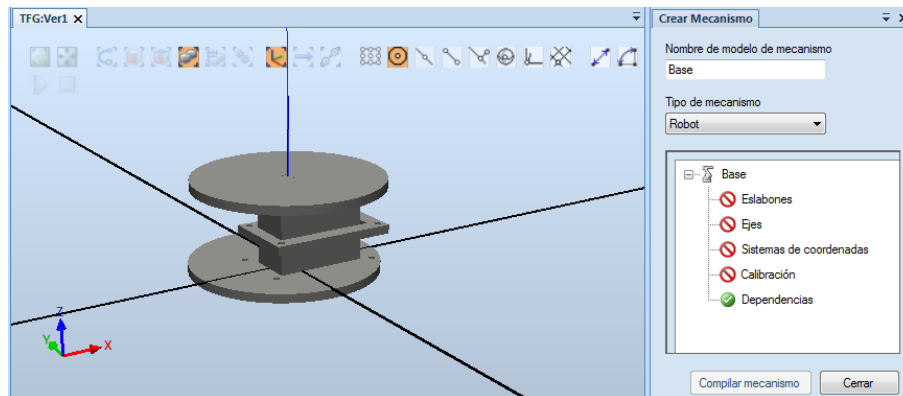 TFG:Ver1 X
Crear Mecanismo
Nombre de modelo de mecanismo
Base
Tipo de mecanismo
Robot
Base
Eslabones
Ejes
Sistemas de coordenadas
Calibración
Dependencias
Compilar mecanismo
Cerrar
Z
Y
X